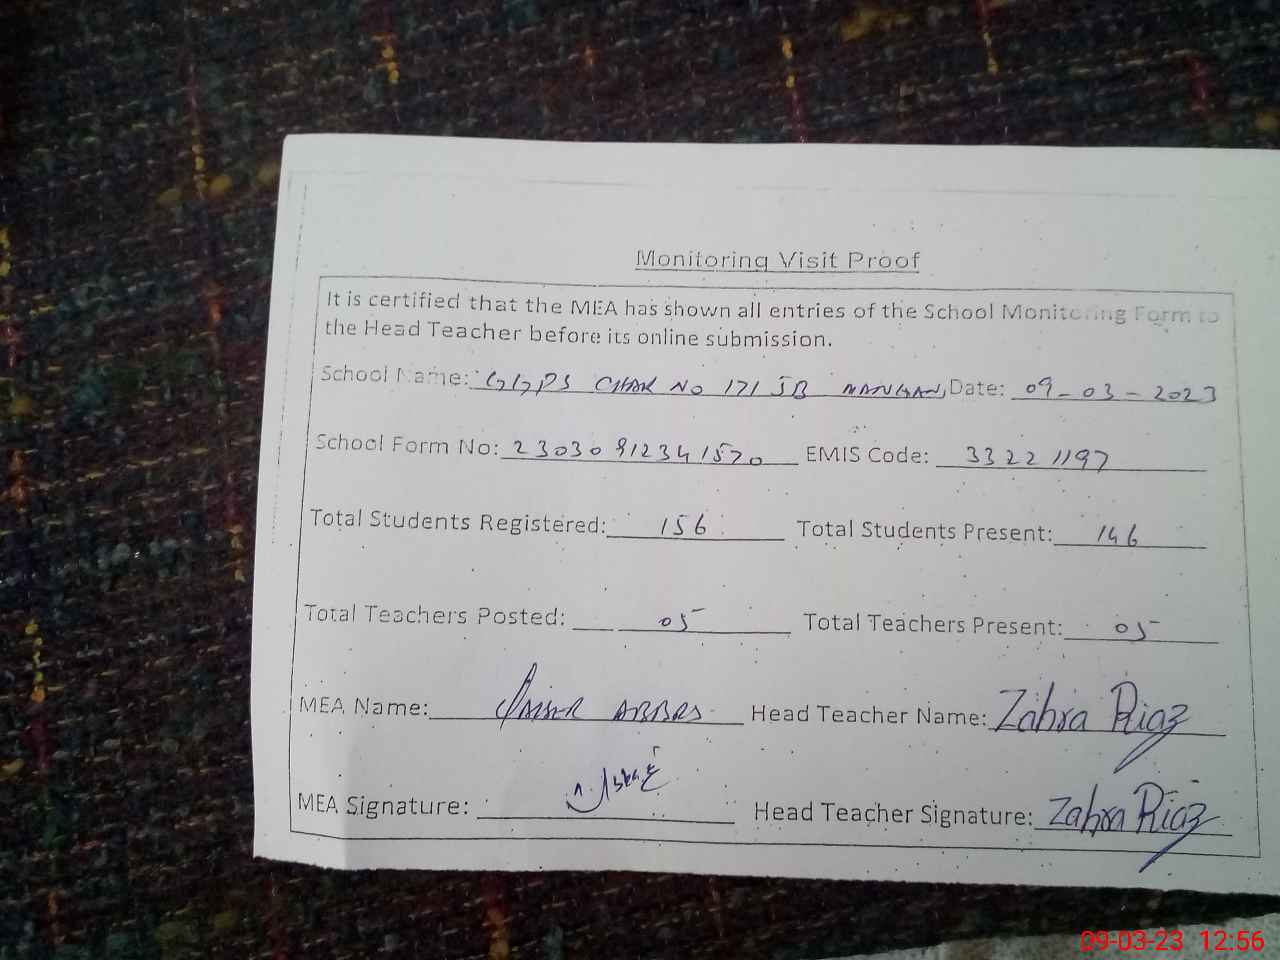 Monitoring Visit Proof
It is certified that the MEA has shown all entries of the School Monitoring Form to
the Head Teacher before its online submission.
School Name: GGPS CHAK NO 171 JB Date: 09-03-2023
School Form No: 23030912341570 EMIS Code: 33221197
Total Students Registered: 156 Total Students Present: 146
Total Teachers Posted: 05 Total Teachers Present: 05
MEA Name: QAISER ABBAS Head Teacher Name: Zahra Riaz
MEA Signature: Head Teacher Signature: Zahra Riaz
09-03-23 12:56